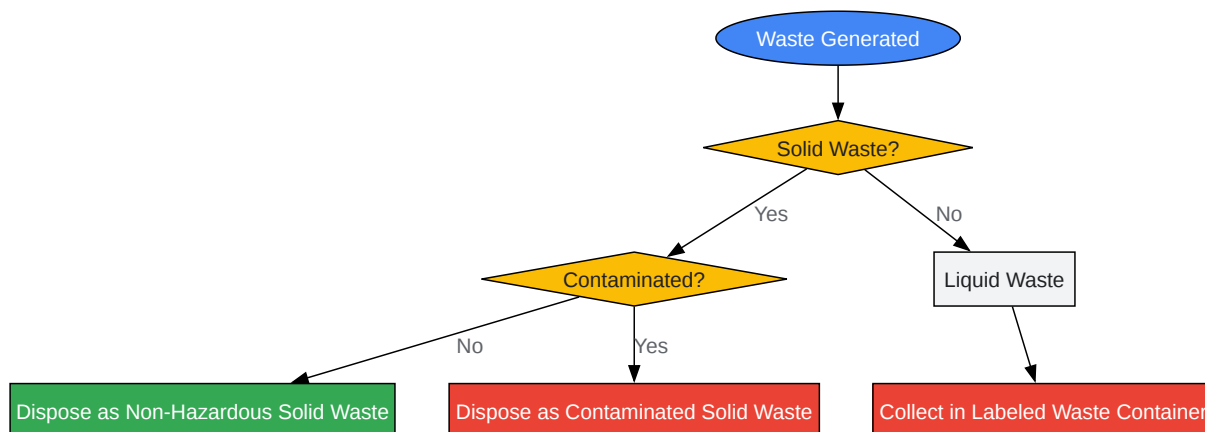 Waste Generated
Solid Waste?
Yes
No
Contaminated?
Liquid Waste
No
Yes
Dispose as Non-Hazardous Solid Waste
Dispose as Contaminated Solid Waste
Collect in Labeled Waste Container